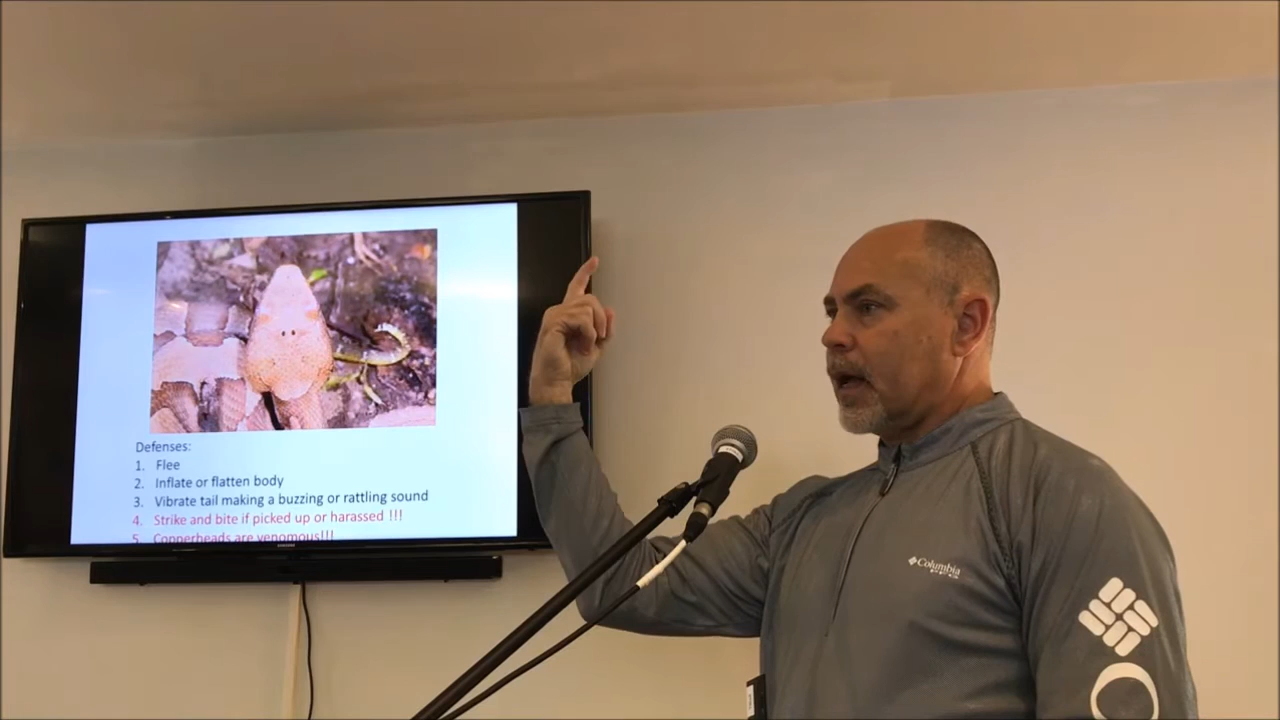 Defenses:
1. Flee
2. Inflate or flatten body
3. Vibrate tail making a buzzing or rattling sound
4. Strike and bite if picked up or harassed !!!
5. Copperheads are venomous!!!
SAMSUNG
Columbia